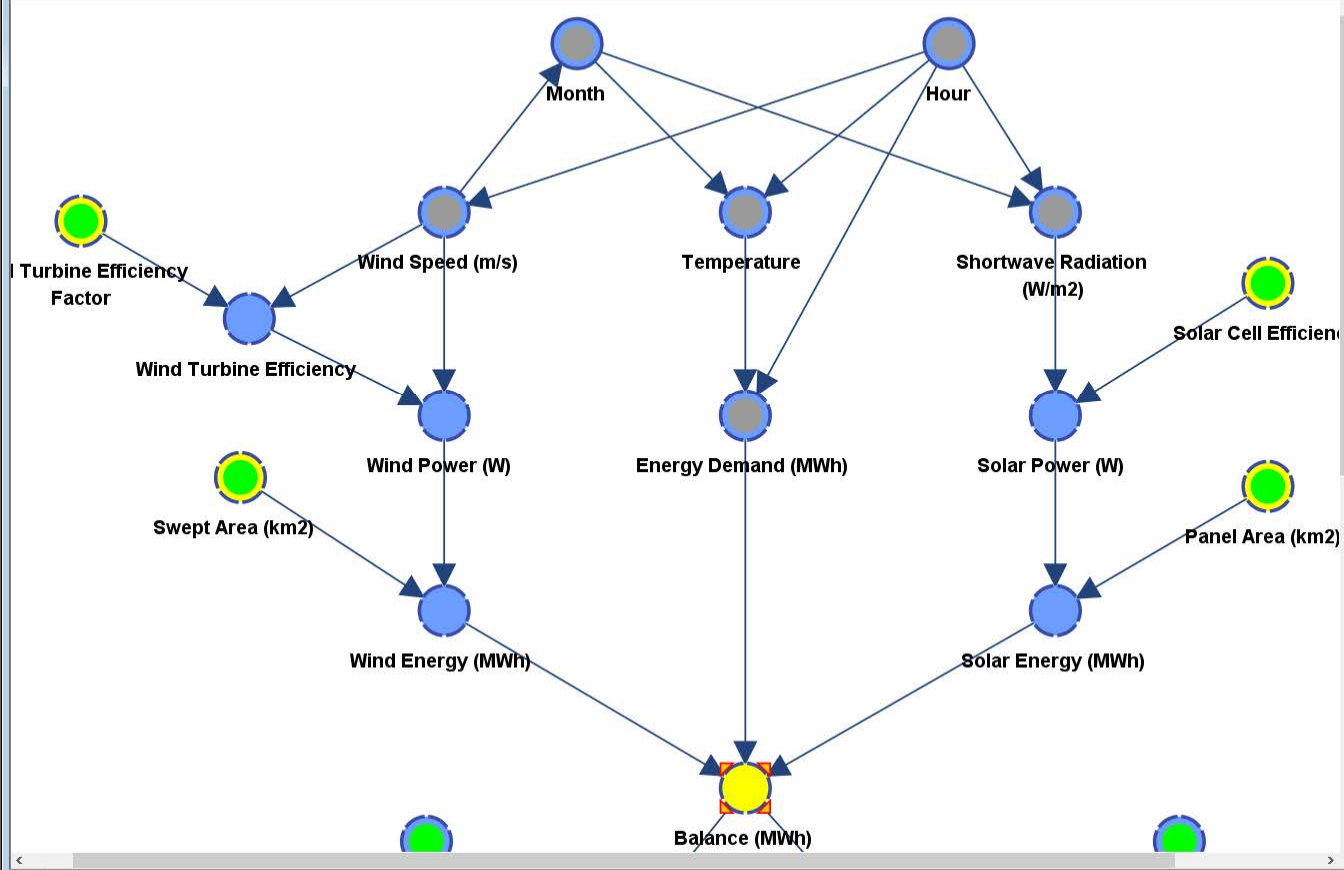 Month
Hour
Turbine Efficiency
Factor
Wind Speed (m/s)
Temperature
Shortwave Radiation
(W/m2)
Solar Cell
Wind Turbine Efficiency
Wind Power (W)
Energy Demand (MWh)
Solar Power (W)
Swept Area (km2)
Panel Area (km2)
Wind Energy (MWh)
Solar Energy (MWh)
Balance (MWh)